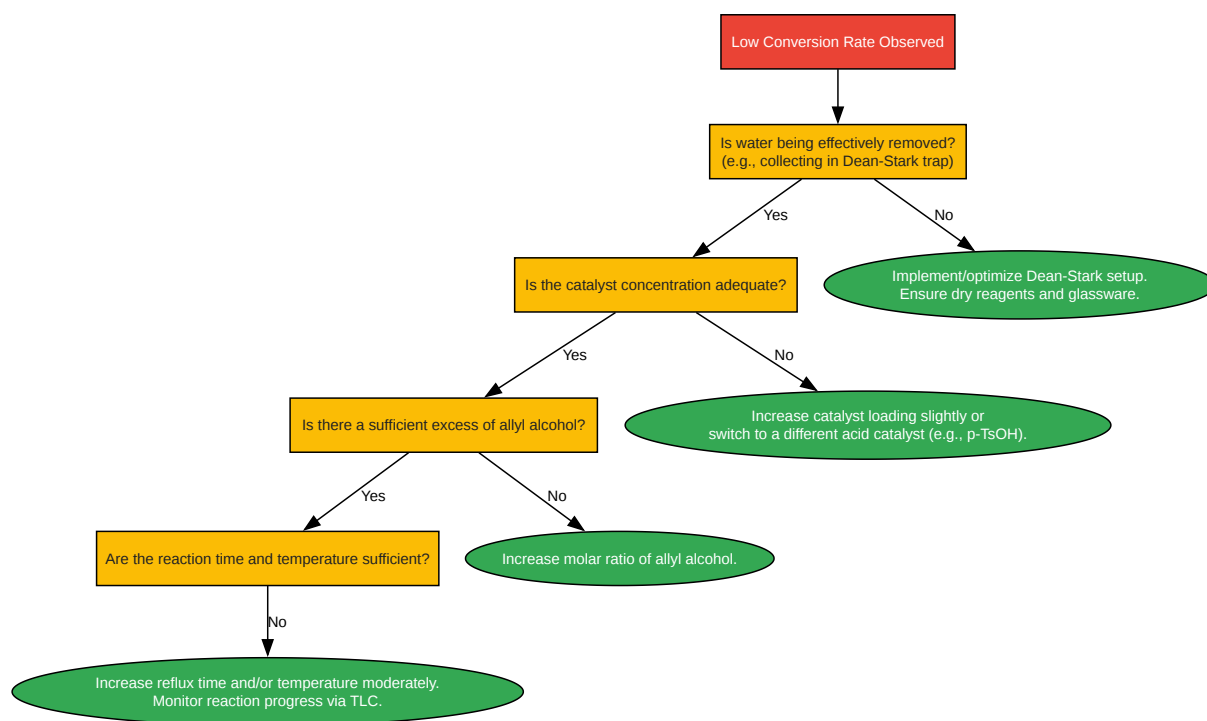 Low Conversion Rate Observed
Is water being effectively removed?
(e.g., collecting in Dean-Stark trap)
Yes
No
Implement/optimize Dean-Stark setup.
Ensure dry reagents and glassware.
Is the catalyst concentration adequate?
Yes
No
Increase catalyst loading slightly or
switch to a different acid catalyst (e.g., p-TsOH).
Is there a sufficient excess of allyl alcohol?
Yes
No
Increase molar ratio of allyl alcohol.
Are the reaction time and temperature sufficient?
No
Increase reflux time and/or temperature moderately.
Monitor reaction progress via TLC.